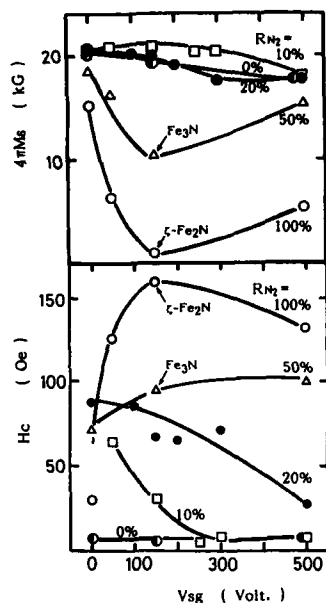 RN2=
10%
0%
20%
50%
100%
Fe3N
ζ-Fe2N
20
10
4πMs ( kG )
RN2=
100%
50%
20%
10%
0%
ζ-Fe2N
Fe3N
150
100
50
Hc ( Oe )
0 100 300 500
Vsg ( Volt. )